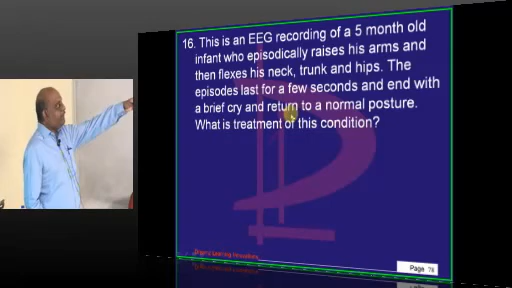 16. This is an EEG recording of a 5 month old
infant who episodically raises his arms and
then flexes his neck, trunk and hips. The
episodes last for a few seconds and end with
a brief cry and return to a normal posture.
What is treatment of this condition?
Page 78